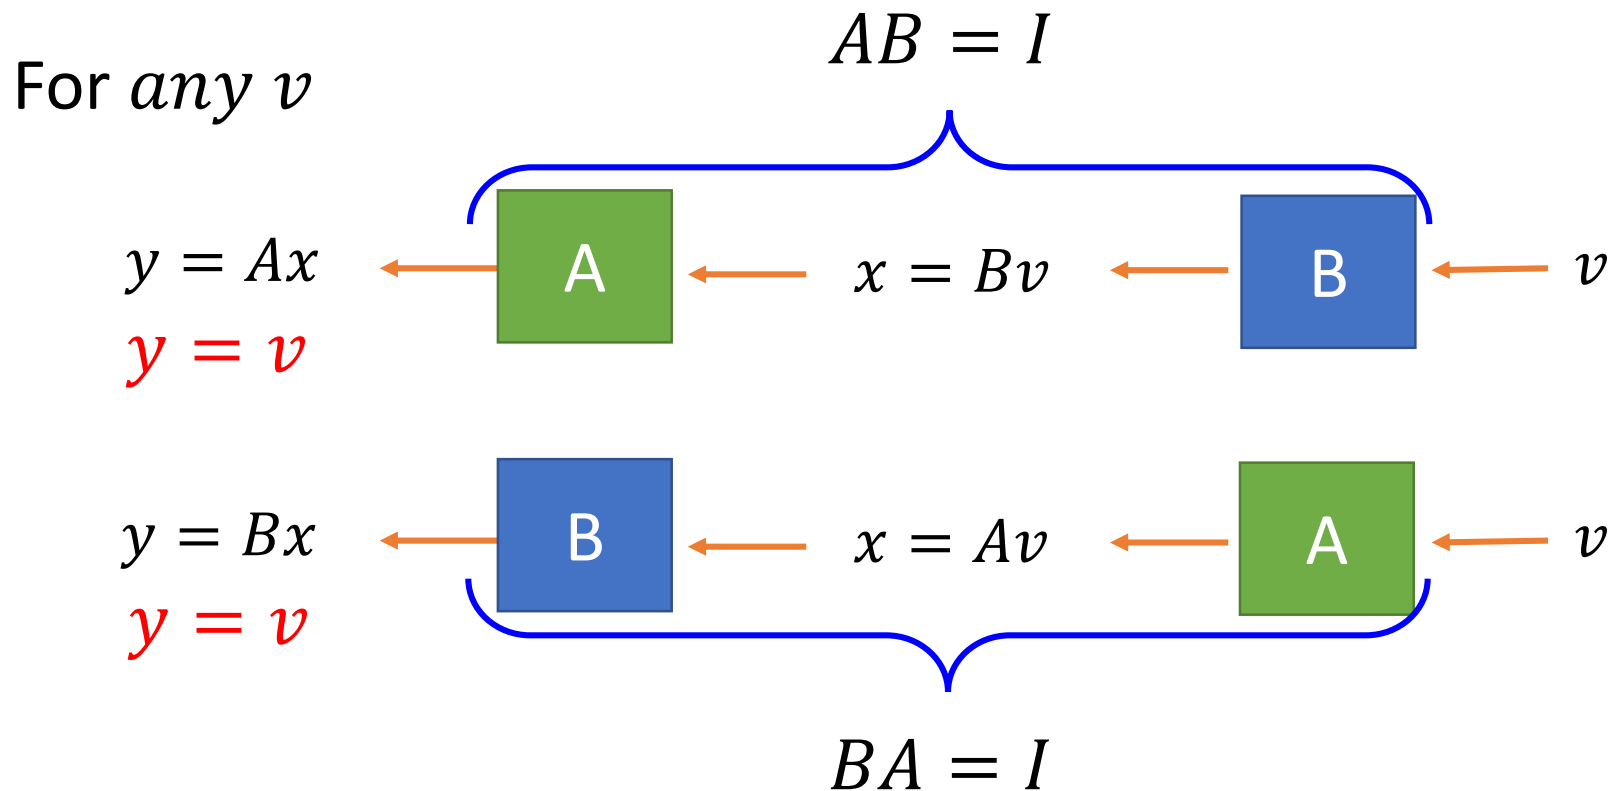 AB = I
For any v
y = Ax A x = Bv B v
y = v
y = Bx B x = Av A v
y = v
BA = I